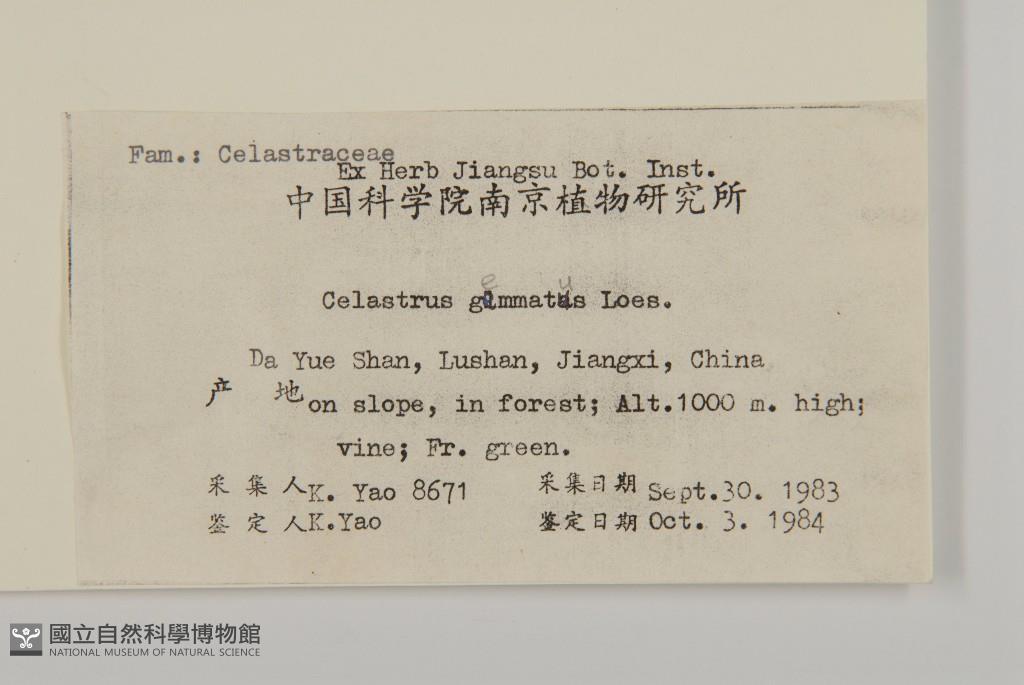 Fam.: Celastraceae
Ex Herb Jiangsu Bot. Inst.
中国科学院南京植物研究所
e u
Celastrus gemmatus Loes.
Da Yue Shan, Lushan, Jiangxi, China
产 地 on slope, in forest; Alt.1000 m. high;
vine; Fr. green.
采 集 人 K. Yao 8671 采集日期 Sept.30. 1983
鉴 定 人 K.Yao 鉴定日期 Oct. 3. 1984
國立自然科學博物館
NATIONAL MUSEUM OF NATURAL SCIENCE